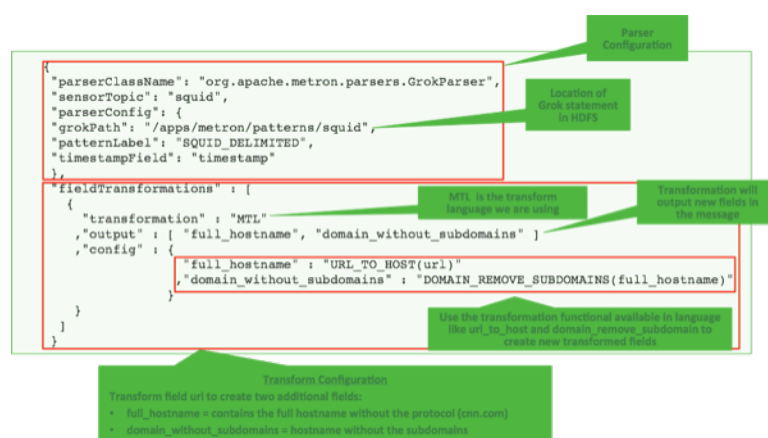 Parser
Configuration
{
"parserClassName": "org.apache.metron.parsers.GrokParser",
"sensorTopic": "squid",
"parserConfig": {
"grokPath": "/apps/metron/patterns/squid",
"patternLabel": "SQUID_DELIMITED",
"timestampField": "timestamp"
},
Location of
Grok statement
in HDFS
"fieldTransformations" : [
{
"transformation" : "MTL"
,"output" : [ "full_hostname", "domain_without_subdomains" ]
,"config" : {
"full_hostname" : "URL_TO_HOST(url)"
,"domain_without_subdomains" : "DOMAIN_REMOVE_SUBDOMAINS(full_hostname)"
}
}
]
}
MTL is the transform
language we are using
Transformation will
output new fields in
the message
Use the transformation functional available in language
like url_to_host and domain_remove_subdomain to
create new transformed fields
Transform Configuration
Transform field url to create two additional fields:
• full_hostname = contains the full hostname without the protocol (cnn.com)
• domain_without_subdomains = hostname without the subdomains